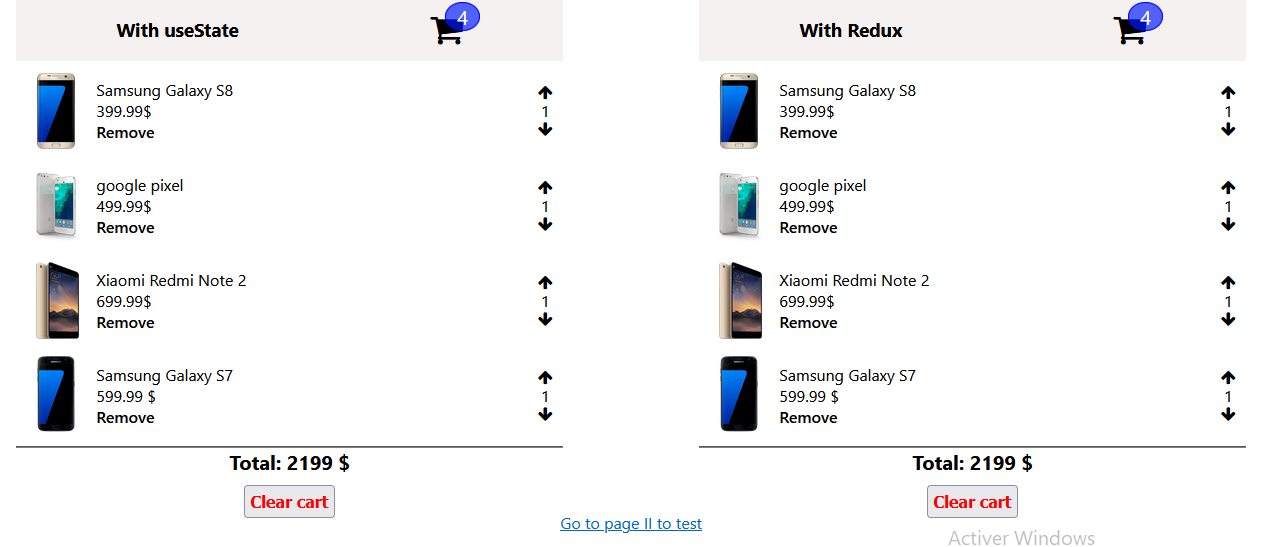 With useState
4
Samsung Galaxy S8
399.99$
1
Remove
google pixel
499.99$
1
Remove
Xiaomi Redmi Note 2
699.99$
1
Remove
Samsung Galaxy S7
599.99 $
1
Remove
Total: 2199 $
Clear cart
With Redux
4
Samsung Galaxy S8
399.99$
1
Remove
google pixel
499.99$
1
Remove
Xiaomi Redmi Note 2
699.99$
1
Remove
Samsung Galaxy S7
599.99 $
1
Remove
Total: 2199 $
Clear cart
Go to page II to test
Activer Windows